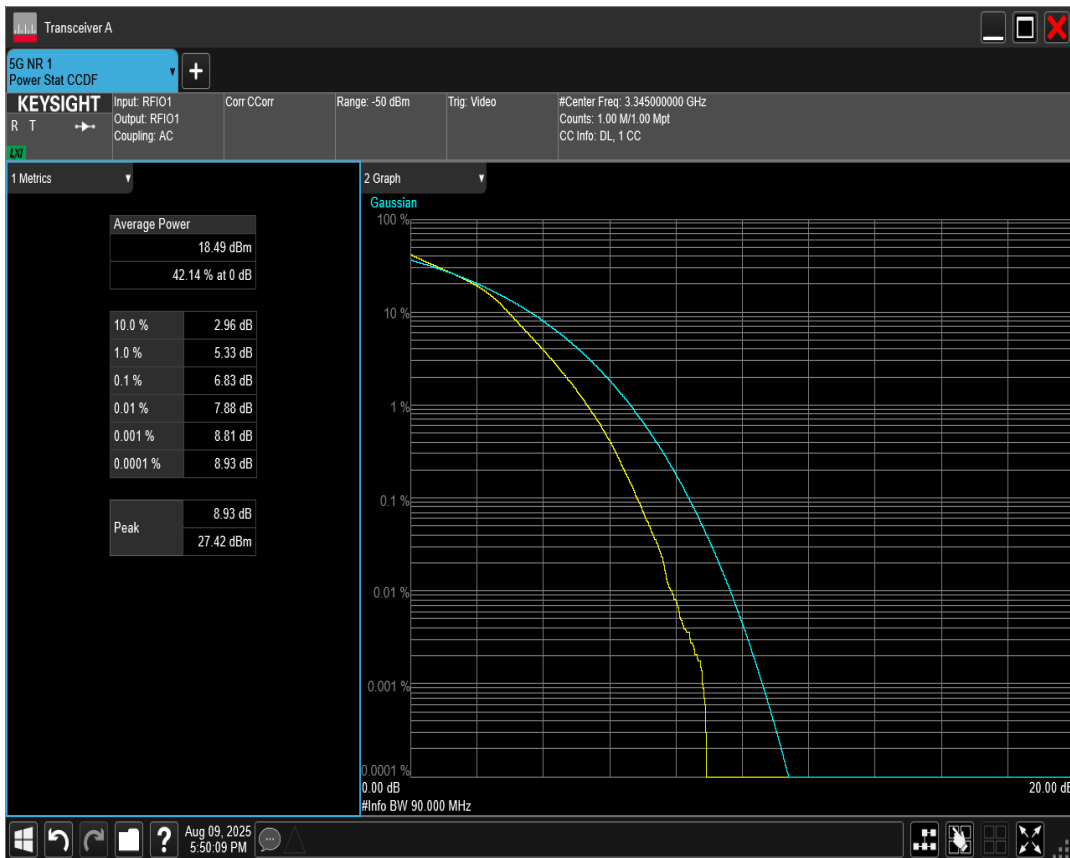 Transceiver A
5G NR 1
Power Stat CCDF
+
KEYSIGHT
R T
LXI
Input: RFIO1
Output: RFIO1
Coupling: AC
Corr CCorr
Range: -50 dBm
Trig: Video
#Center Freq: 3.345000000 GHz
Counts: 1.00 M/1.00 Mpt
CC Info: DL, 1 CC
1 Metrics
Average Power
18.49 dBm
42.14 % at 0 dB
10.0 % 2.96 dB
1.0 % 5.33 dB
0.1 % 6.83 dB
0.01 % 7.88 dB
0.001 % 8.81 dB
0.0001 % 8.93 dB
Peak
8.93 dB
27.42 dBm
2 Graph
Gaussian
100 %
10 %
1 %
0.1 %
0.01 %
0.001 %
0.0001 %
0.00 dB 20.00 dB
#Info BW 90.000 MHz
?
Aug 09, 2025
5:50:09 PM